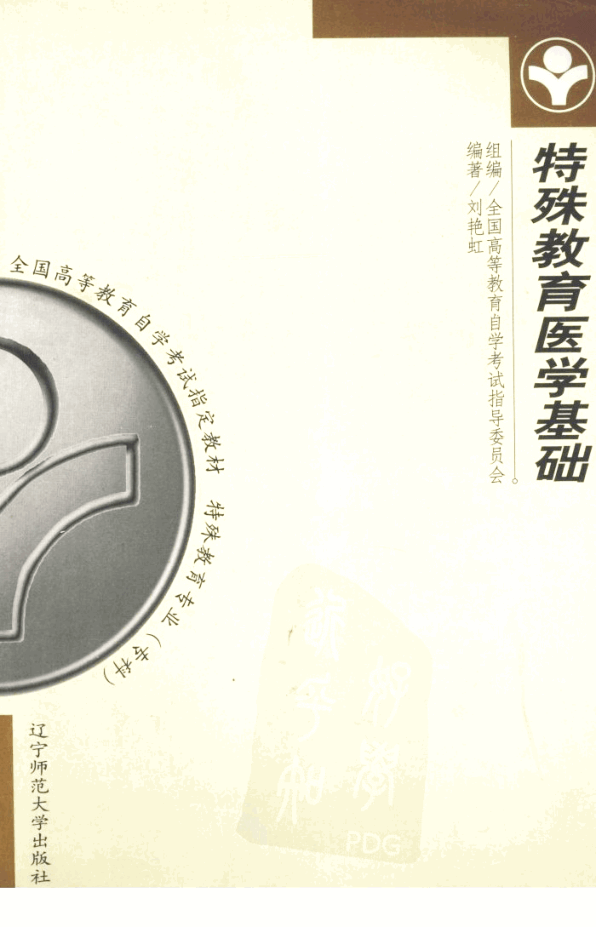 特殊教育医学基础
组编/全国高等教育自学考试指导委员会
编著/刘艳虹
全国高等教育自学考试指定教材 特殊教育专业(专科)
辽宁师范大学出版社
PDG